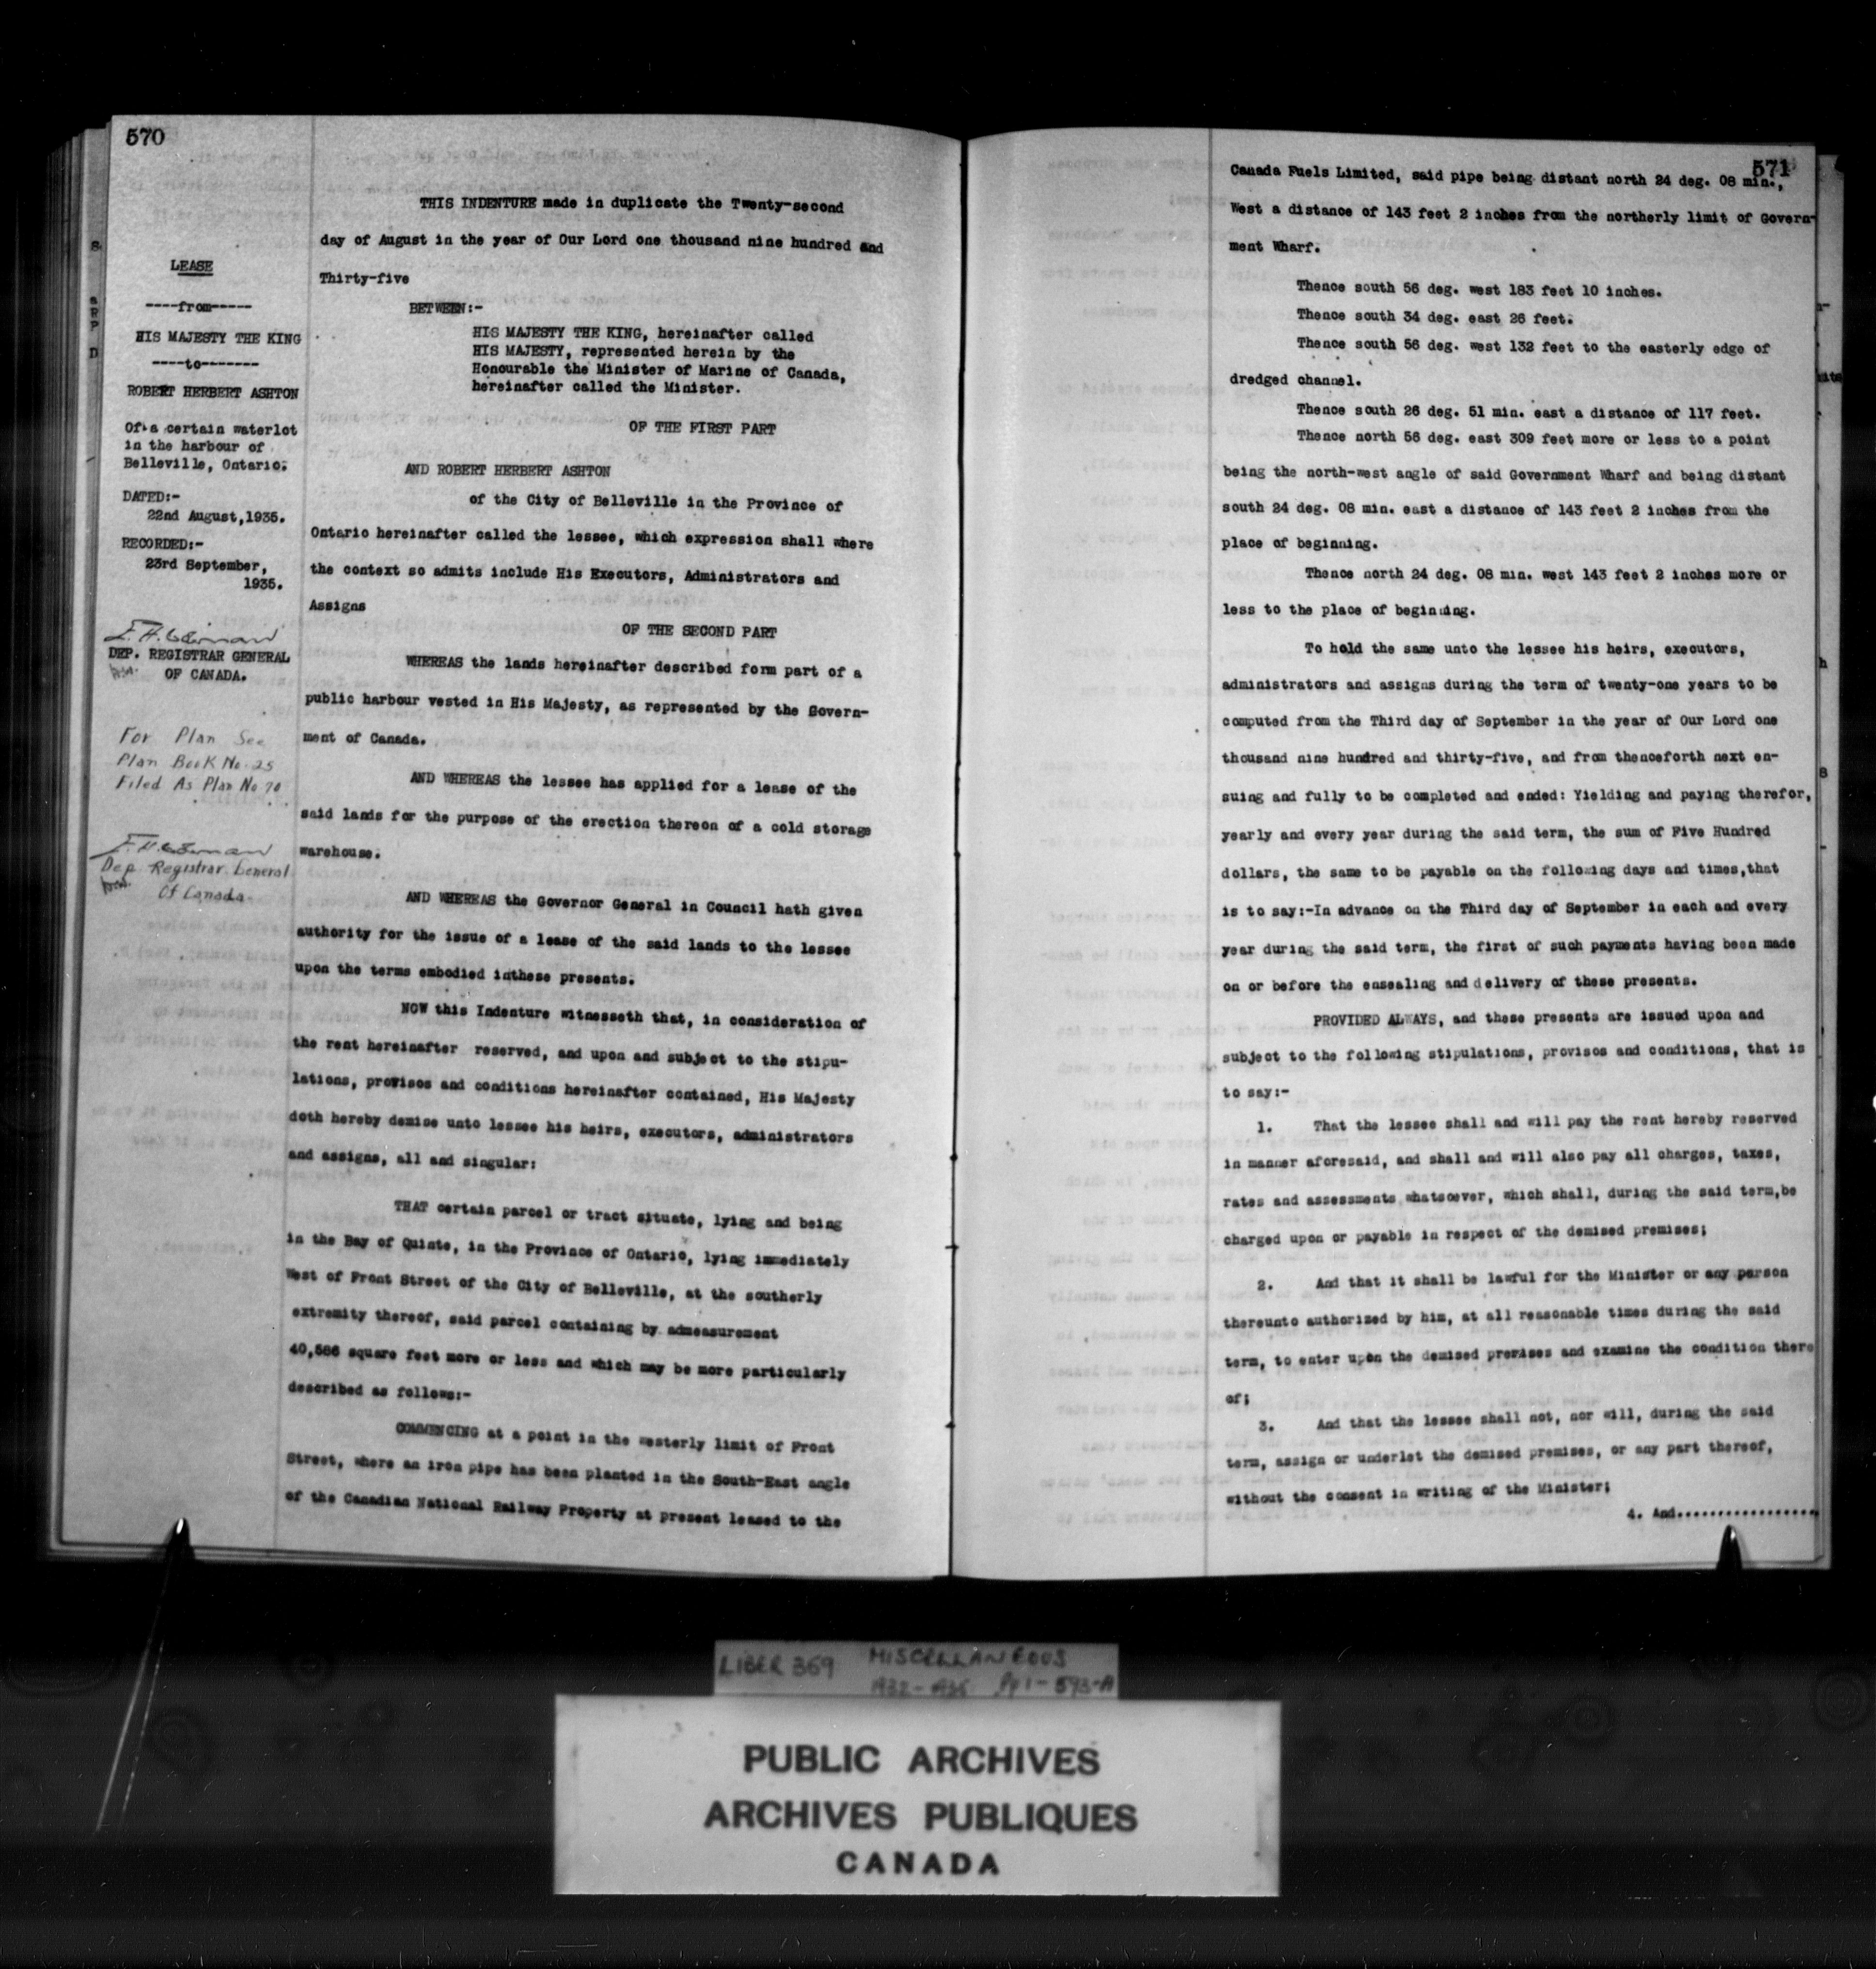 570
LEASE
----from-----
HIS MAJESTY THE KING
----to-------
ROBERT HERBERT ASHTON
Of a certain waterlot
in the harbour of
Belleville, Ontario.
DATED:-
22nd August,1935.
RECORDED:-
23rd September,
1935.
DEP. REGISTRAR GENERAL
OF CANADA.
For Plan See
Plan Book No. 25
Filed As Plan No 70
Dep Registrar General
Of Canada
THIS INDENTURE made in duplicate the Twenty-second
day of August in the year of Our Lord one thousand nine hundred and
Thirty-five
BETWEEN:-
HIS MAJESTY THE KING, hereinafter called
HIS MAJESTY, represented herein by the
Honourable the Minister of Marine of Canada,
hereinafter called the Minister.
OF THE FIRST PART
AND ROBERT HERBERT ASHTON
of the City of Belleville in the Province of
Ontario hereinafter called the lessee, which expression shall where
the context so admits include His Executors, Administrators and
Assigns
OF THE SECOND PART
WHEREAS the lands hereinafter described form part of a
public harbour vested in His Majesty, as represented by the Govern-
ment of Canada.
AND WHEREAS the lessee has applied for a lease of the
said lands for the purpose of the erection thereon of a cold storage
warehouse.
AND WHEREAS the Governor General in Council hath given
authority for the issue of a lease of the said lands to the lessee
upon the terms embodied inthese presents.
NOW this Indenture witnesseth that, in consideration of
the rent hereinafter reserved, and upon and subject to the stipu-
lations, provisos and conditions hereinafter contained, His Majesty
doth hereby demise unto lessee his heirs, executors, administrators
and assigns, all and singular:
THAT certain parcel or tract situate, lying and being
in the Bay of Quinte, in the Province of Ontario, lying immediately
West of Front Street of the City of Belleville, at the southerly
extremity thereof, said parcel containing by admeasurement
40,586 square feet more or less and which may be more particularly
described as follows:-
COMMENCING at a point in the westerly limit of Front
Street, where an iron pipe has been planted in the South-East angle
of the Canadian National Railway Property at present leased to the
571
Canada Fuels Limited, said pipe being distant north 24 deg. 08 min.,
West a distance of 143 feet 2 inches from the northerly limit of Govern-
ment Wharf.
Thence south 56 deg. west 183 feet 10 inches.
Thence south 34 deg. east 26 feet.
Thence south 56 deg. west 132 feet to the easterly edge of
dredged channel.
Thence south 26 deg. 51 min. east a distance of 117 feet.
Thence north 56 deg. east 309 feet more or less to a point
being the north-west angle of said Government Wharf and being distant
south 24 deg. 08 min. east a distance of 143 feet 2 inches from the
place of beginning.
Thence north 24 deg. 08 min. west 143 feet 2 inches more or
less to the place of beginning.
To hold the same unto the lessee his heirs, executors,
administrators and assigns during the term of twenty-one years to be
computed from the Third day of September in the year of Our Lord one
thousand nine hundred and thirty-five, and from thenceforth next en-
suing and fully to be completed and ended: Yielding and paying therefor,
yearly and every year during the said term, the sum of Five Hundred
dollars, the same to be payable on the following days and times,that
is to say:-In advance on the Third day of September in each and every
year during the said term, the first of such payments having been made
on or before the ensealing and delivery of these presents.
PROVIDED ALWAYS, and these presents are issued upon and
subject to the following stipulations, provisos and conditions, that is
to say:-
1. That the lessee shall and will pay the rent hereby reserved
in manner aforesaid, and shall and will also pay all charges, taxes,
rates and assessments whatsoever, which shall, during the said term,be
charged upon or payable in respect of the demised premises;
2. And that it shall be lawful for the Minister or any person
thereunto authorized by him, at all reasonable times during the said
term, to enter upon the demised premises and examine the condition there
of;
3. And that the lessee shall not, nor will, during the said
term, assign or underlet the demised premises, or any part thereof,
without the consent in writing of the Minister;
4. And.................
LIBER 369 MISCELLANEOUS
1932-1935 Pp 1-593-A
PUBLIC ARCHIVES
ARCHIVES PUBLIQUES
CANADA